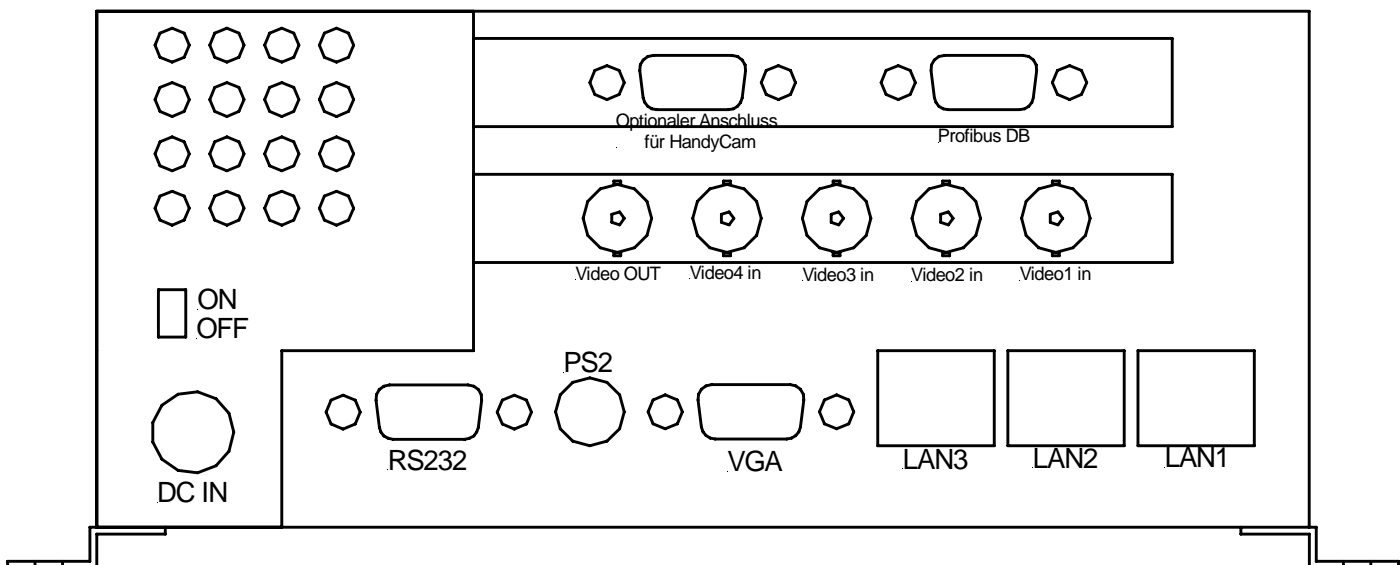 Optionaler Anschluss
für HandyCam
Profibus DB
Video OUT
Video4 in
Video3 in
Video2 in
Video1 in
ON
OFF
PS2
RS232
VGA
LAN3
LAN2
LAN1
DC IN